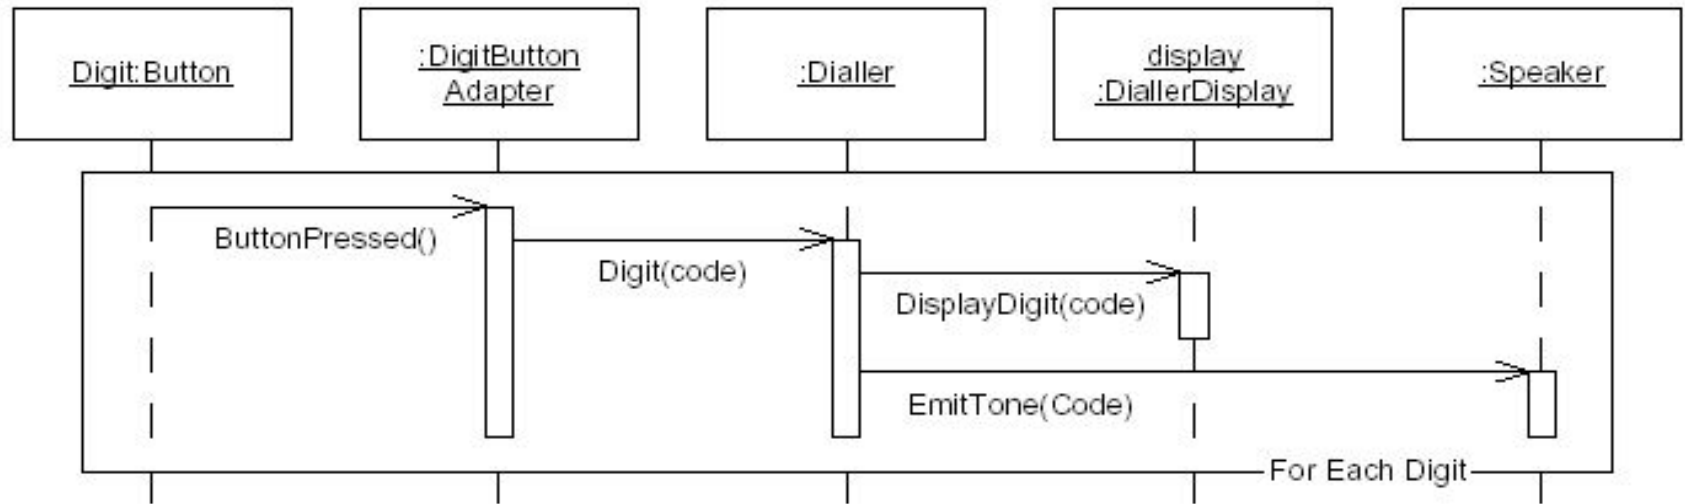 Digit:Button
:DigitButton
Adapter
:Dialler
display
:DiallerDisplay
:Speaker
ButtonPressed()
Digit(code)
DisplayDigit(code)
EmitTone(Code)
For Each Digit